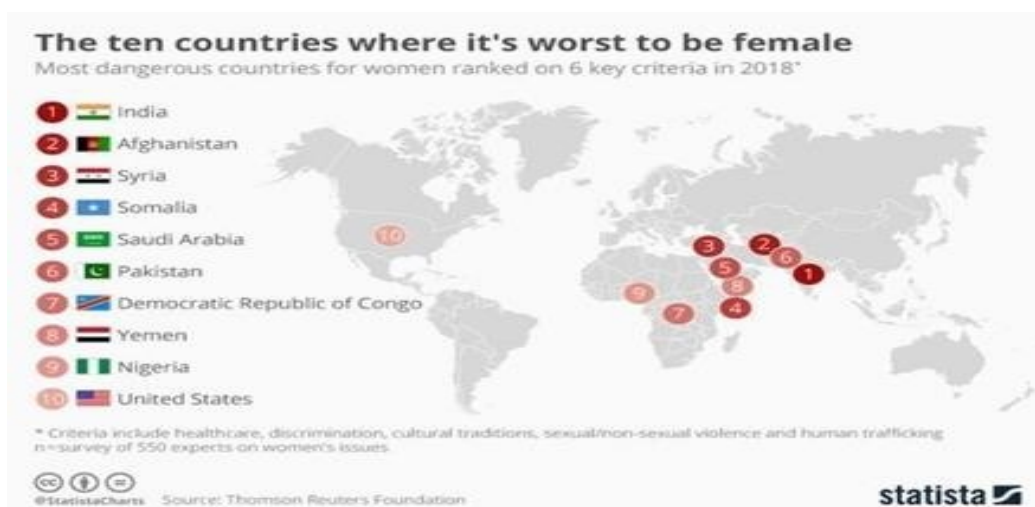 The ten countries where it's worst to be female
Most dangerous countries for women ranked on 6 key criteria in 2018*
1 India
2 Afghanistan
3 Syria
4 Somalia
5 Saudi Arabia
6 Pakistan
7 Democratic Republic of Congo
8 Yemen
9 Nigeria
10 United States
10
3
2
6
5
1
8
9
4
7
* Criteria include healthcare, discrimination, cultural traditions, sexual/non-sexual violence and human trafficking
n=survey of 550 experts on women's issues
cc
@StatistaCharts Source: Thomson Reuters Foundation
statista